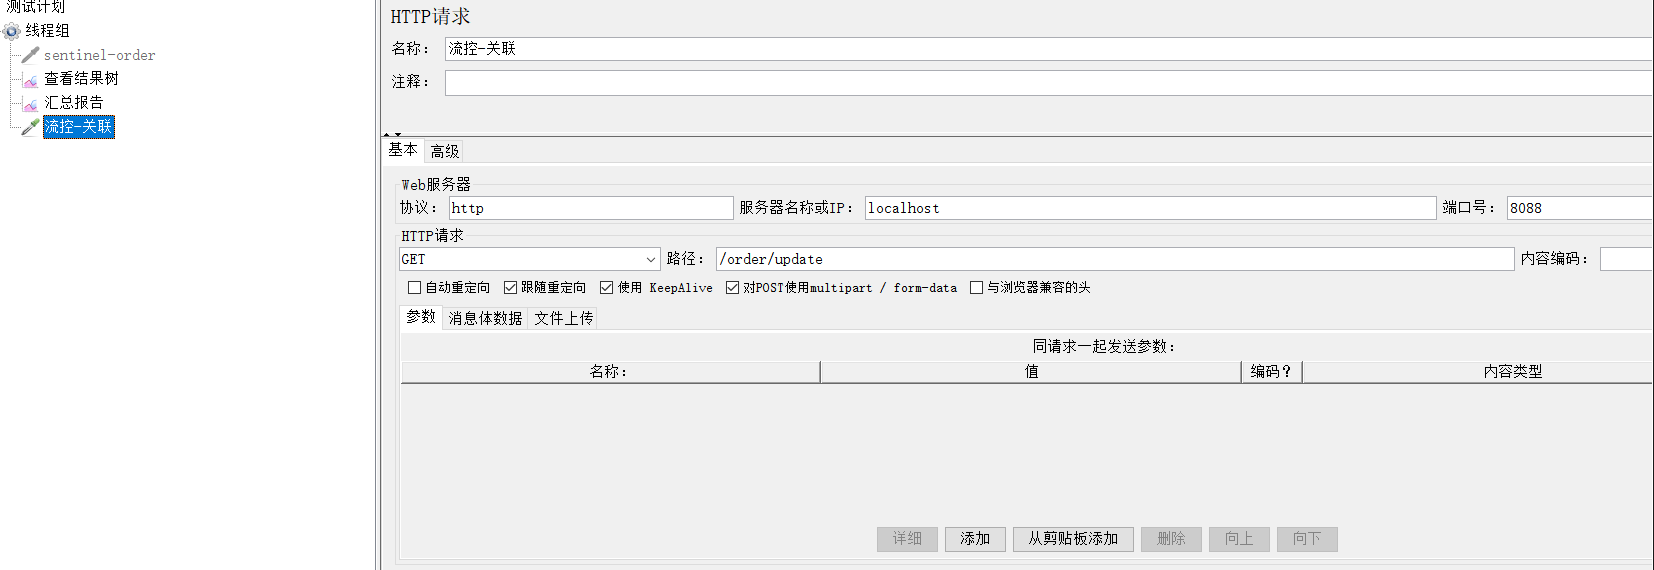 测试计划
线程组
sentinel-order
查看结果树
汇总报告
流控-关联
HTTP请求
名称： 流控-关联
注释：
基本 高级
Web服务器
协议： http 服务器名称或IP： localhost 端口号： 8088
HTTP请求
GET 路径： /order/update 内容编码：
自动重定向 跟随重定向 使用 KeepAlive 对POST使用multipart / form-data 与浏览器兼容的头
参数 消息体数据 文件上传
同请求一起发送参数：
名称： 值 编码？ 内容类型
详细 添加 从剪贴板添加 删除 向上 向下